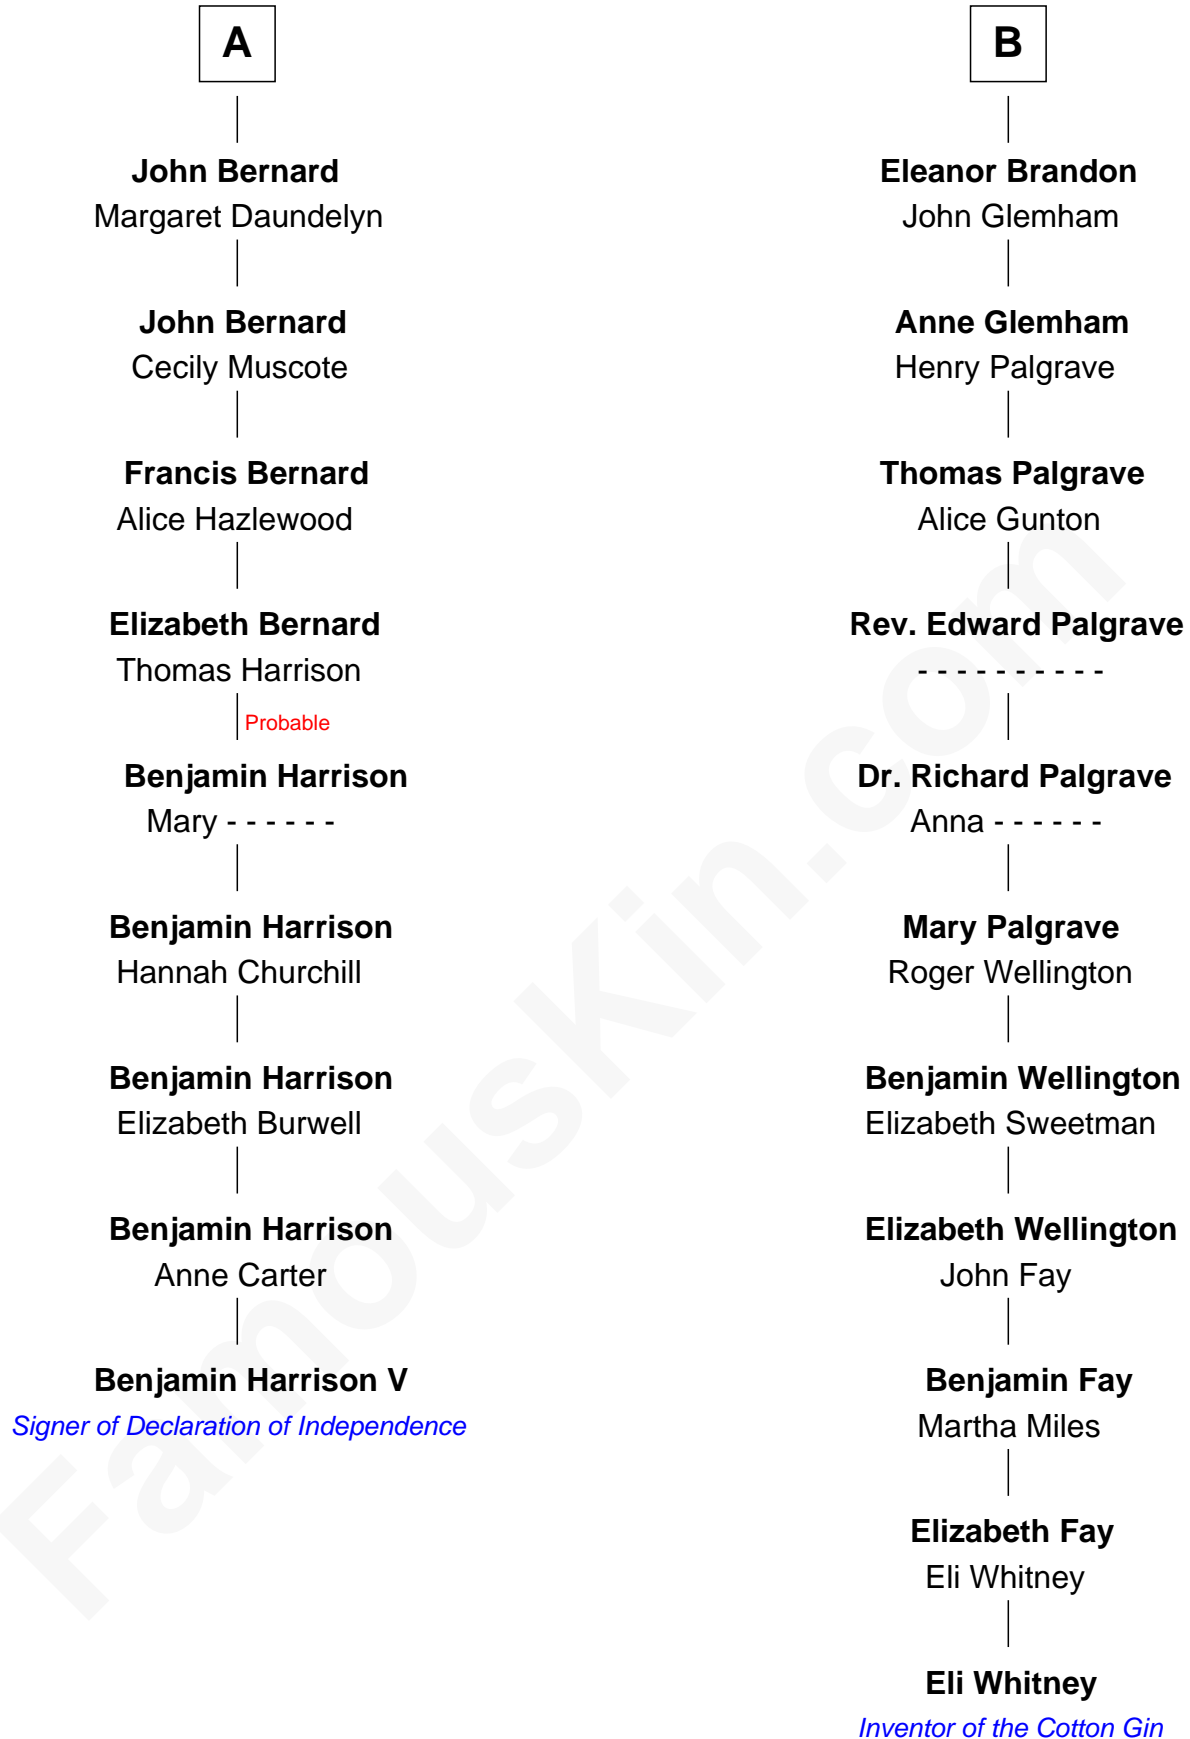 A
John Bernard
Margaret Daundelyn
John Bernard
Cecily Muscote
Francis Bernard
Alice Hazlewood
Elizabeth Bernard
Thomas Harrison
Probable
Benjamin Harrison
Mary - - - - - -
Benjamin Harrison
Hannah Churchill
Benjamin Harrison
Elizabeth Burwell
Benjamin Harrison
Anne Carter
Benjamin Harrison V
Signer of Declaration of Independence
B
Eleanor Brandon
John Glemham
Anne Glemham
Henry Palgrave
Thomas Palgrave
Alice Gunton
Rev. Edward Palgrave
- - - - - - - - - -
Dr. Richard Palgrave
Anna - - - - - -
Mary Palgrave
Roger Wellington
Benjamin Wellington
Elizabeth Sweetman
Elizabeth Wellington
John Fay
Benjamin Fay
Martha Miles
Elizabeth Fay
Eli Whitney
Eli Whitney
Inventor of the Cotton Gin
FamousKin.com